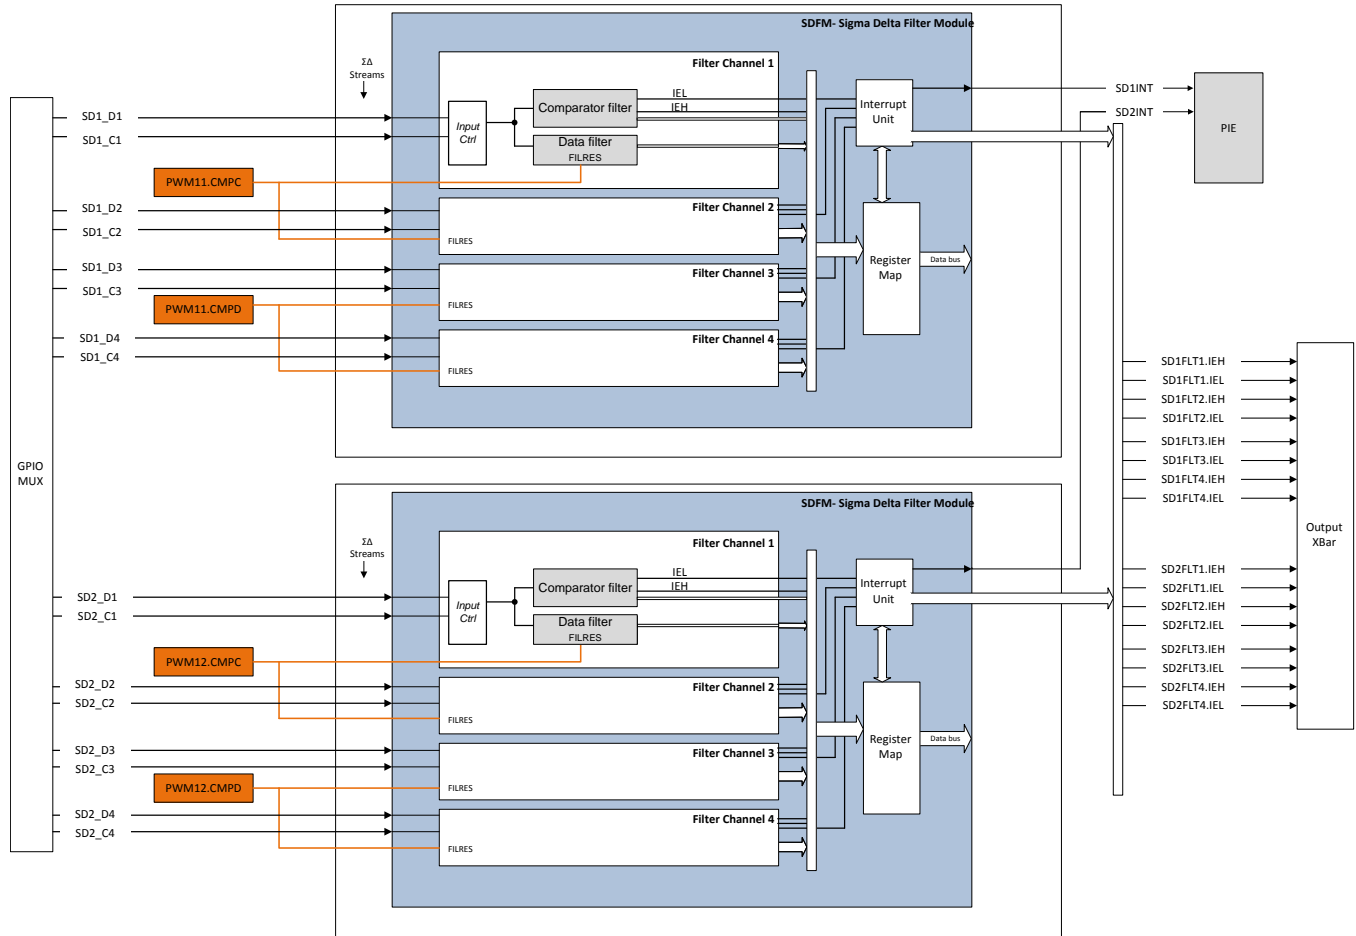 SDFM- Sigma Delta Filter Module
ΣΔ
Streams
Filter Channel 1
Input
Ctrl
Comparator filter
IEL
IEH
Data filter
FILRES
Interrupt
Unit
SD1_D1
SD1_C1
PWM11.CMPC
SD1_D2
SD1_C2
Filter Channel 2
FILRES
SD1_D3
SD1_C3
Filter Channel 3
PWM11.CMPD
FILRES
Register
Map
Data bus
SD1_D4
SD1_C4
Filter Channel 4
FILRES
SD1INT
SD2INT
PIE
GPIO
MUX
SD1FLT1.IEH
SD1FLT1.IEL
SD1FLT2.IEH
SD1FLT2.IEL
SD1FLT3.IEH
SD1FLT3.IEL
SD1FLT4.IEH
SD1FLT4.IEL
Output
XBar
SD2FLT1.IEH
SD2FLT1.IEL
SD2FLT2.IEH
SD2FLT2.IEL
SD2FLT3.IEH
SD2FLT3.IEL
SD2FLT4.IEH
SD2FLT4.IEL
SDFM- Sigma Delta Filter Module
ΣΔ
Streams
Filter Channel 1
Input
Ctrl
Comparator filter
IEL
IEH
Data filter
FILRES
Interrupt
Unit
SD2_D1
SD2_C1
PWM12.CMPC
SD2_D2
SD2_C2
Filter Channel 2
FILRES
SD2_D3
SD2_C3
Filter Channel 3
PWM12.CMPD
FILRES
Register
Map
Data bus
SD2_D4
SD2_C4
Filter Channel 4
FILRES